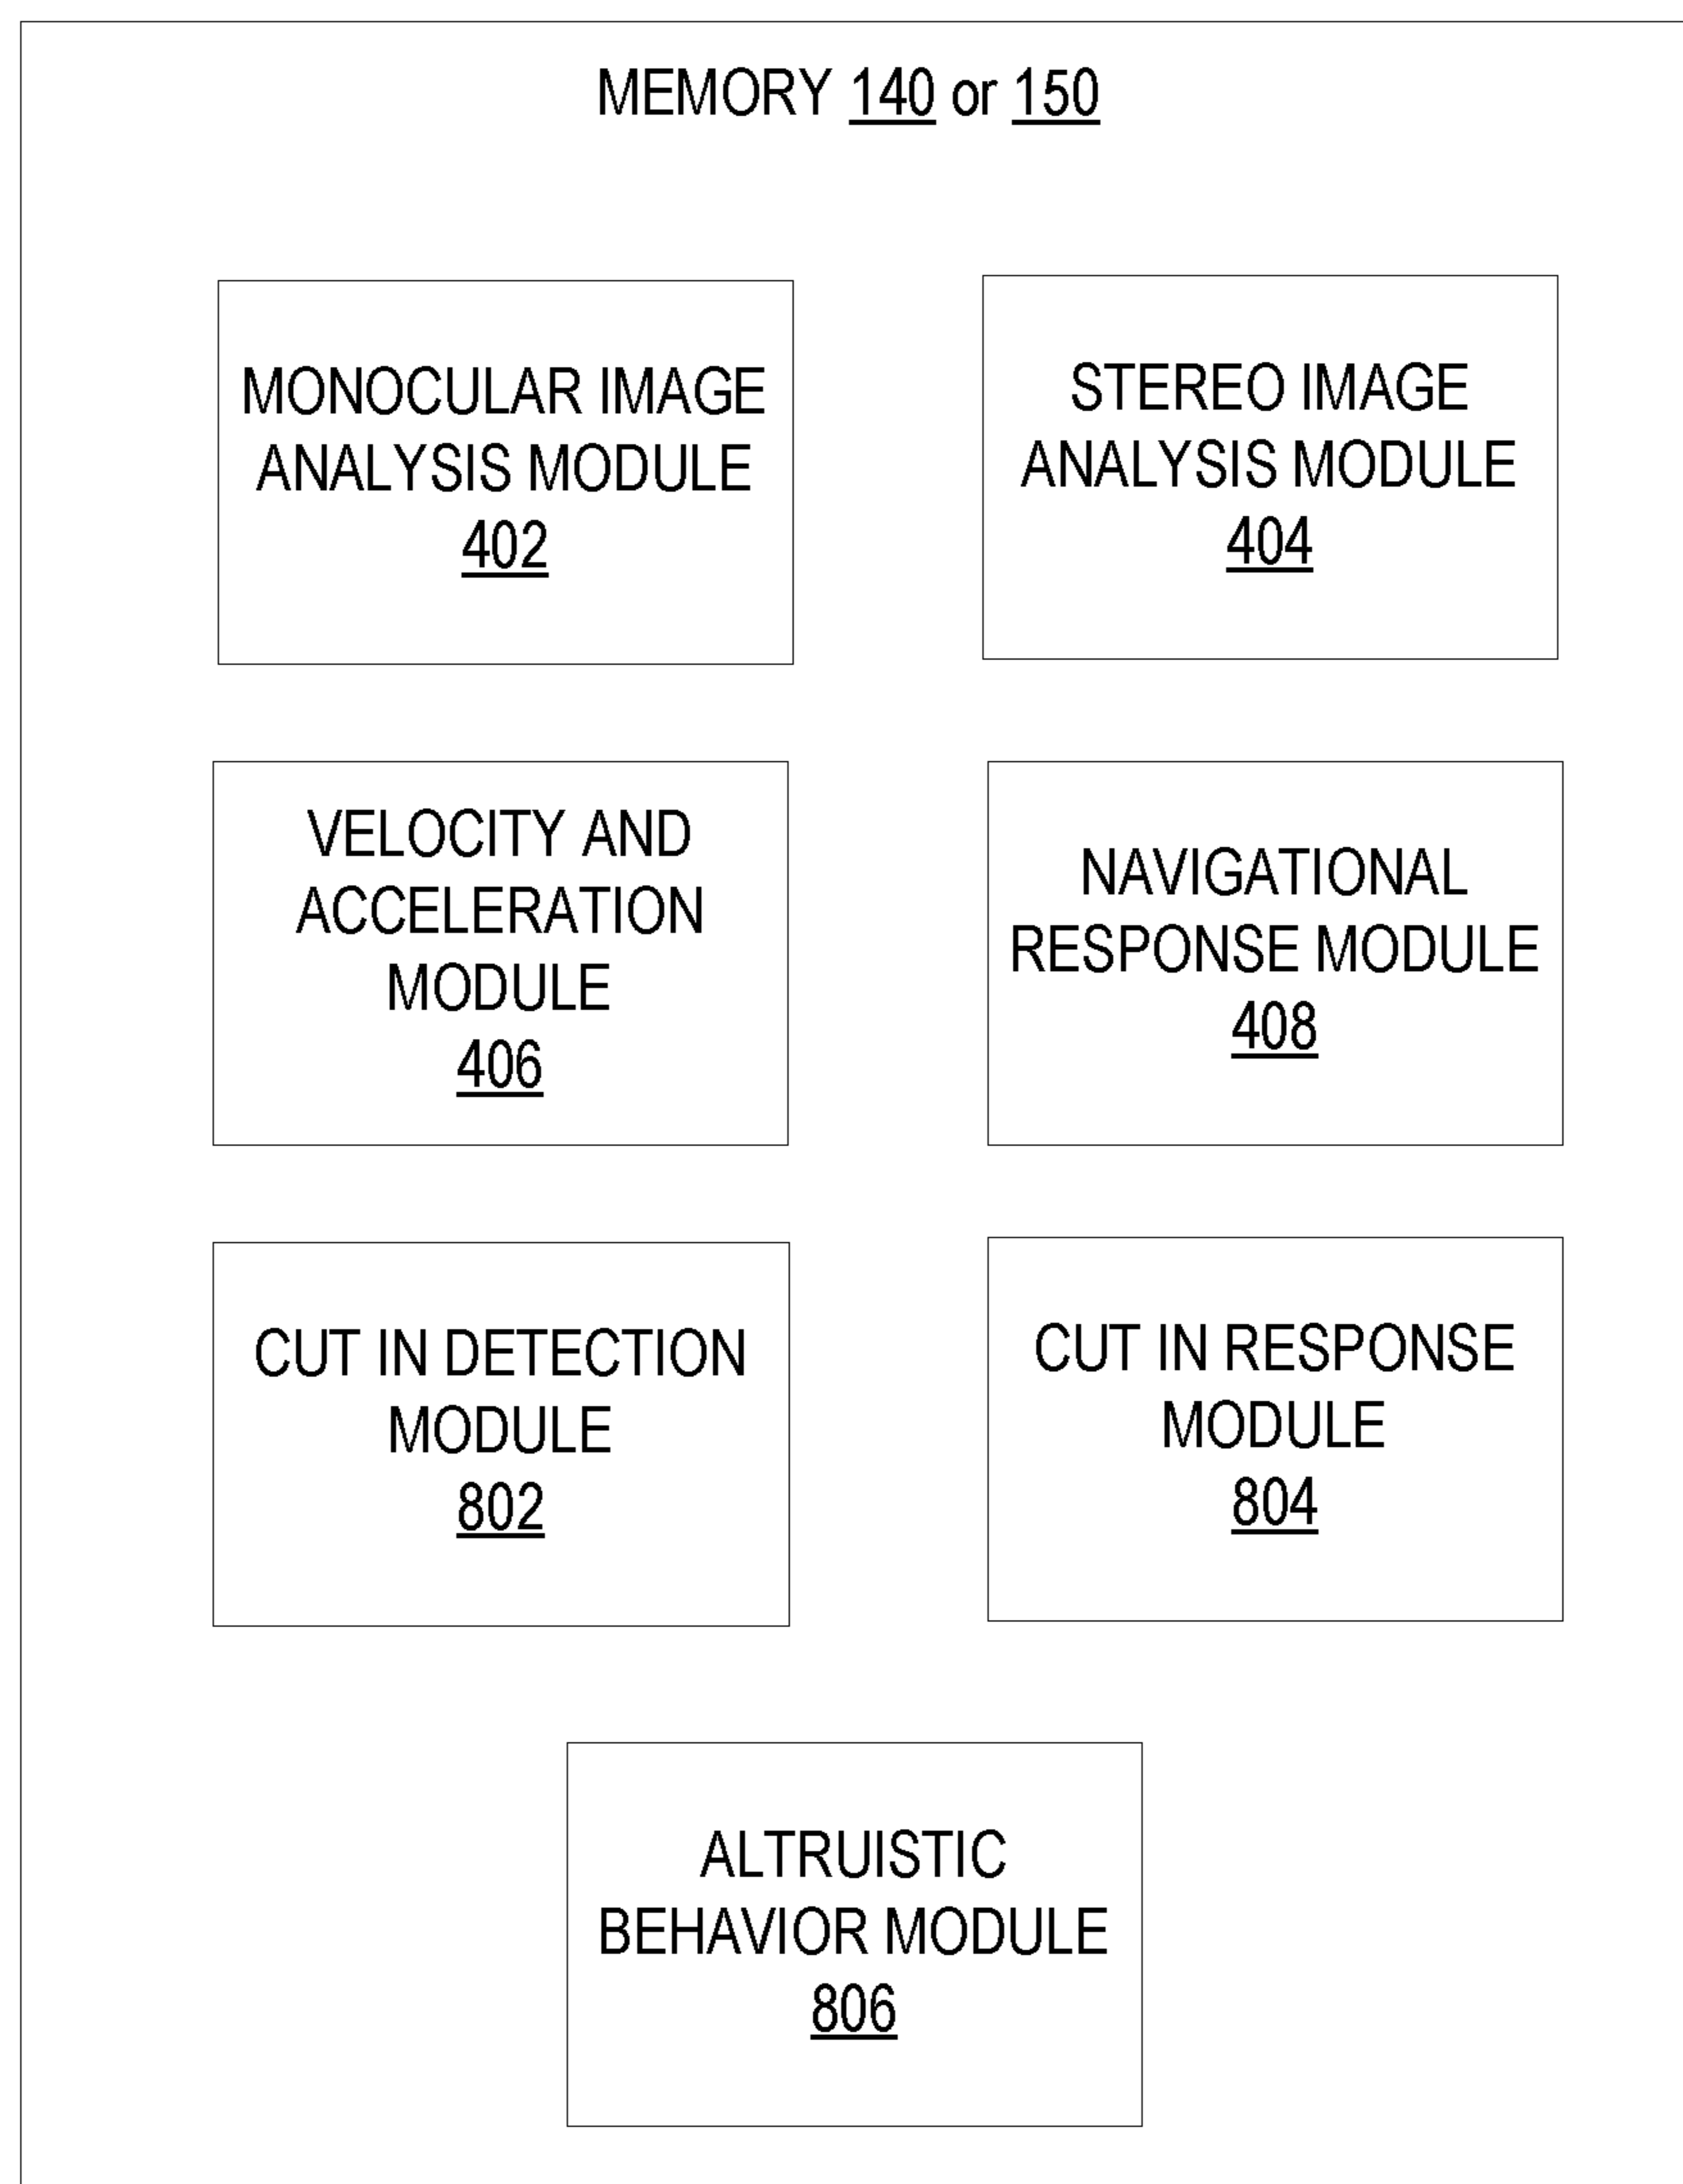 MEMORY 140 or 150
MONOCULAR IMAGE
ANALYSIS MODULE
402
STEREO IMAGE
ANALYSIS MODULE
404
VELOCITY AND
ACCELERATION
MODULE
406
NAVIGATIONAL
RESPONSE MODULE
408
CUT IN DETECTION
MODULE
802
CUT IN RESPONSE
MODULE
804
ALTRUISTIC
BEHAVIOR MODULE
806